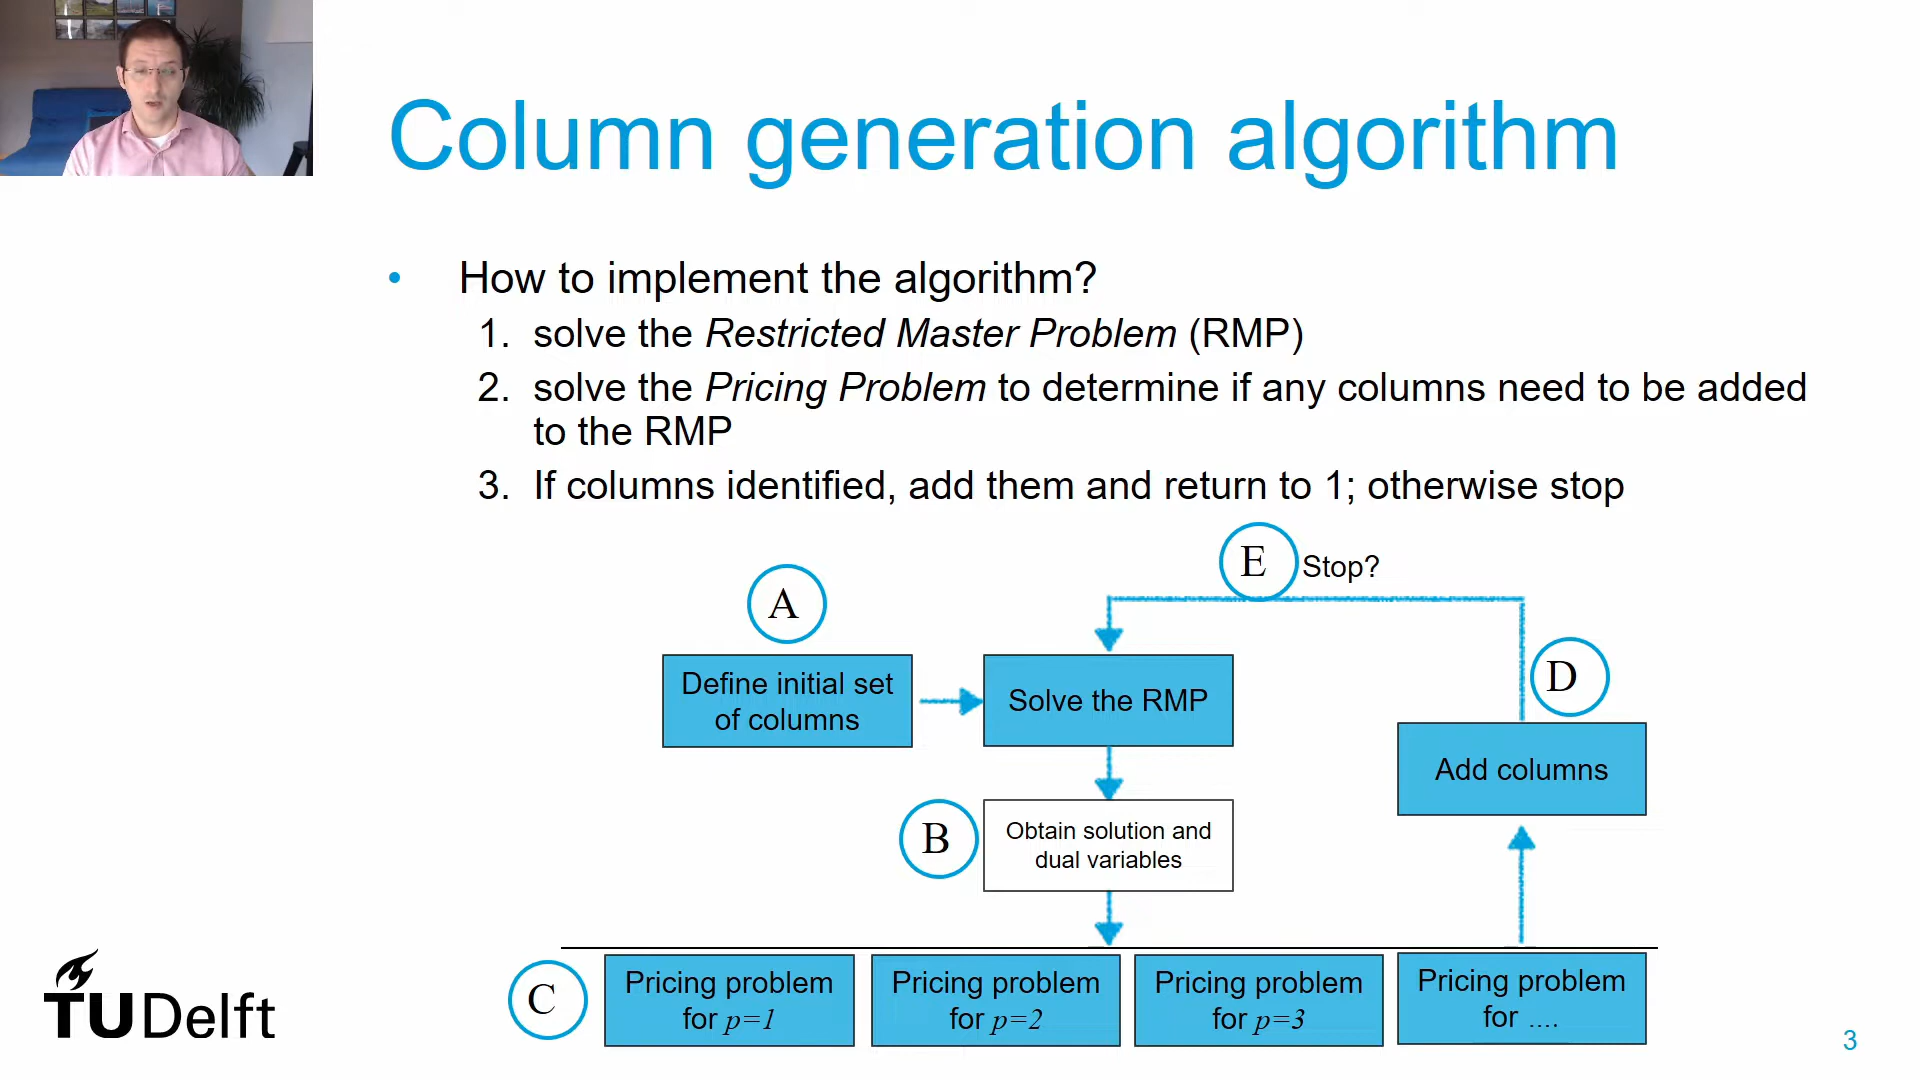 Column generation algorithm
• How to implement the algorithm?
1. solve the Restricted Master Problem (RMP)
2. solve the Pricing Problem to determine if any columns need to be added
to the RMP
3. If columns identified, add them and return to 1; otherwise stop
E Stop?
A
D
Define initial set
of columns
Solve the RMP
Add columns
B
Obtain solution and
dual variables
C
Pricing problem
for p=1
Pricing problem
for p=2
Pricing problem
for p=3
Pricing problem
for ....
TUDelft
3